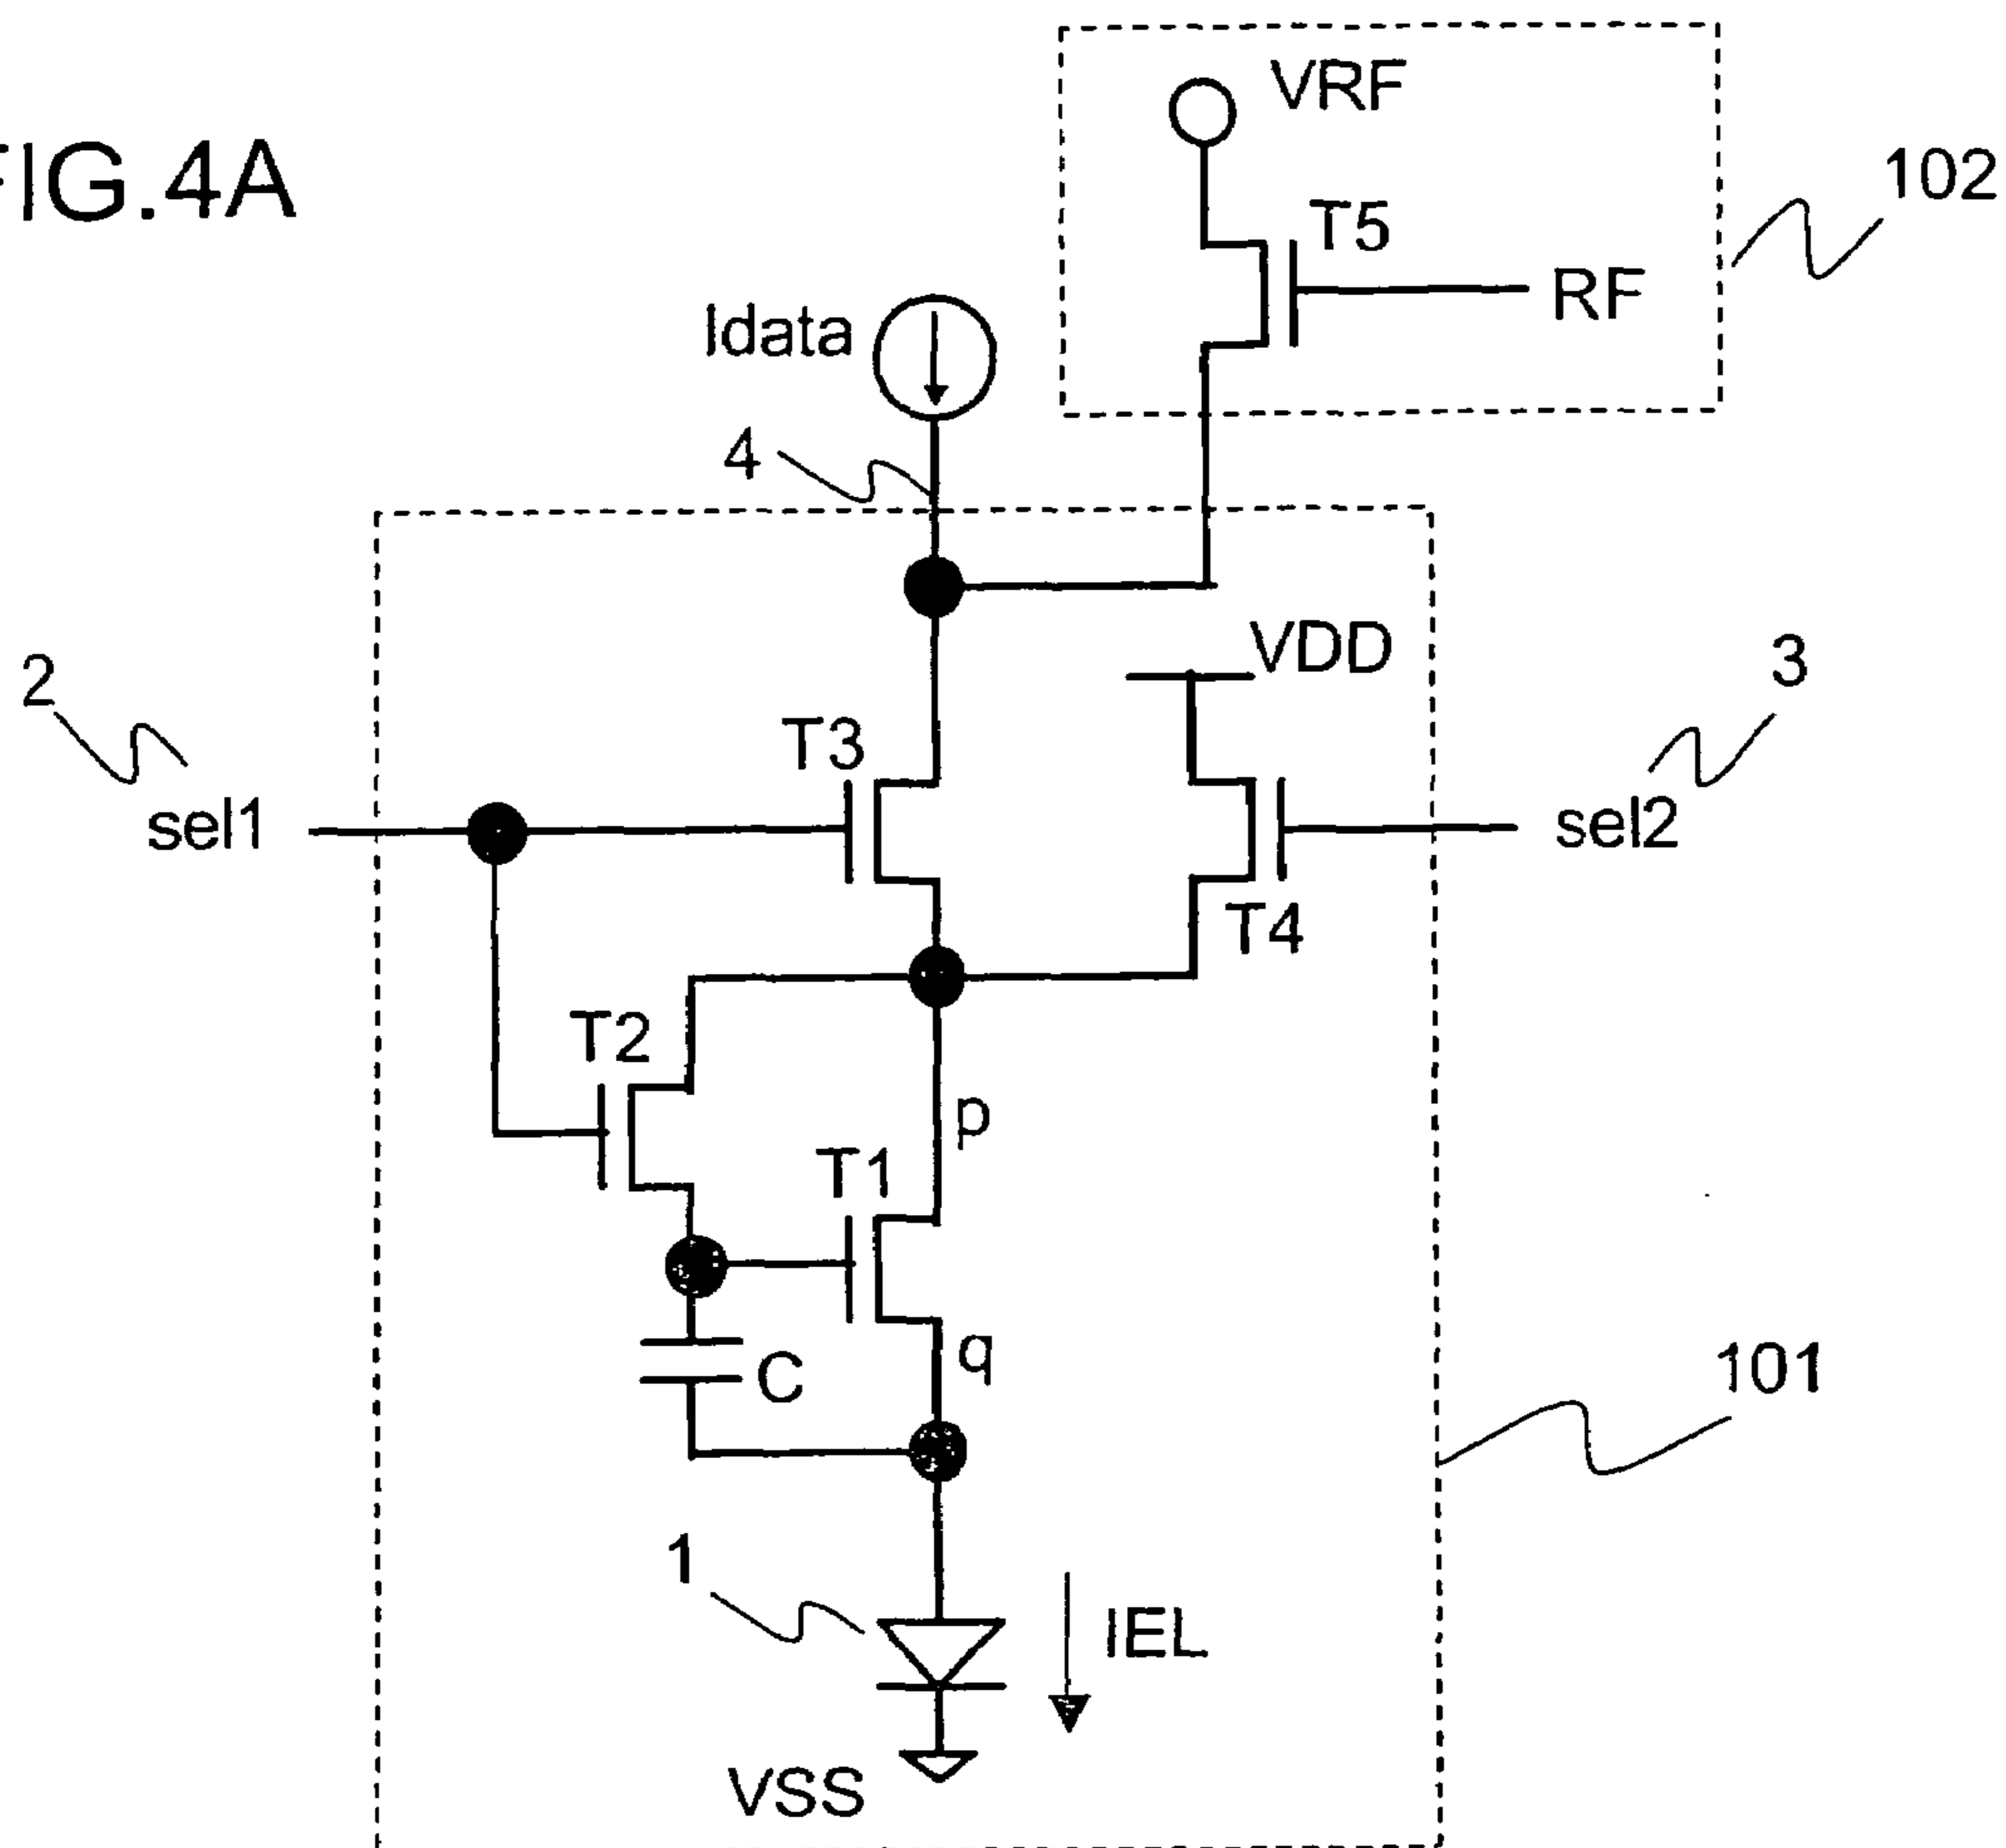 VRF
FIG.4A
102
T5
RF
Idata
4
VDD
2
3
T3
sel1
sel2
T4
T2
p
T1
q
C
101
1
IEL
VSS